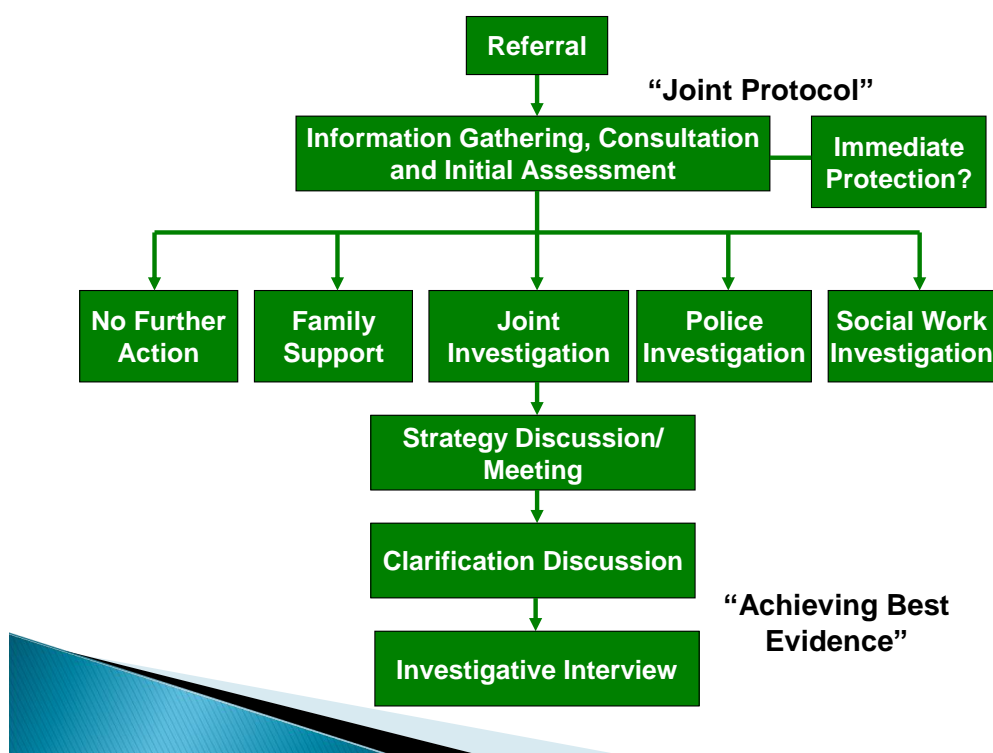 Referral
“Joint Protocol”
Information Gathering, Consultation
and Initial Assessment
Immediate
Protection?
No Further
Action
Family
Support
Joint
Investigation
Police
Investigation
Social Work
Investigation
Strategy Discussion/
Meeting
Clarification Discussion
“Achieving Best
Evidence”
Investigative Interview